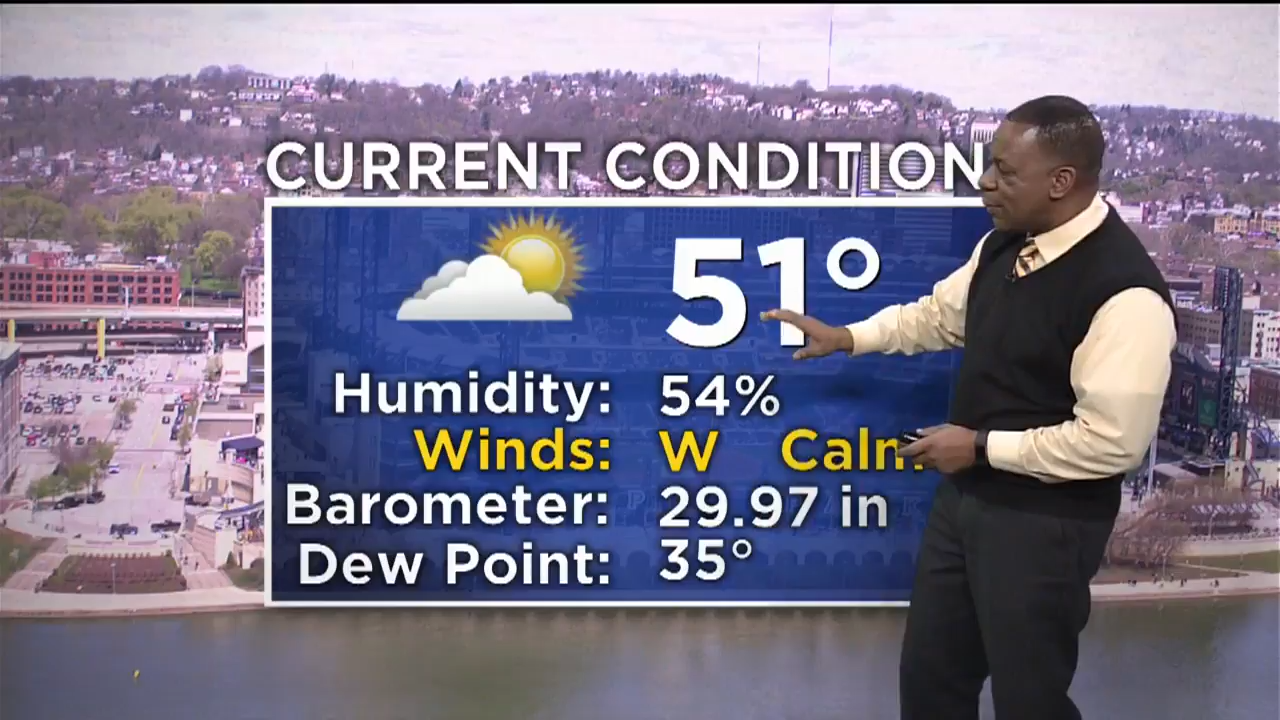 CURRENT CONDITION
51°
Humidity: 54%
Winds: W Calm
Barometer: 29.97 in
Dew Point: 35°